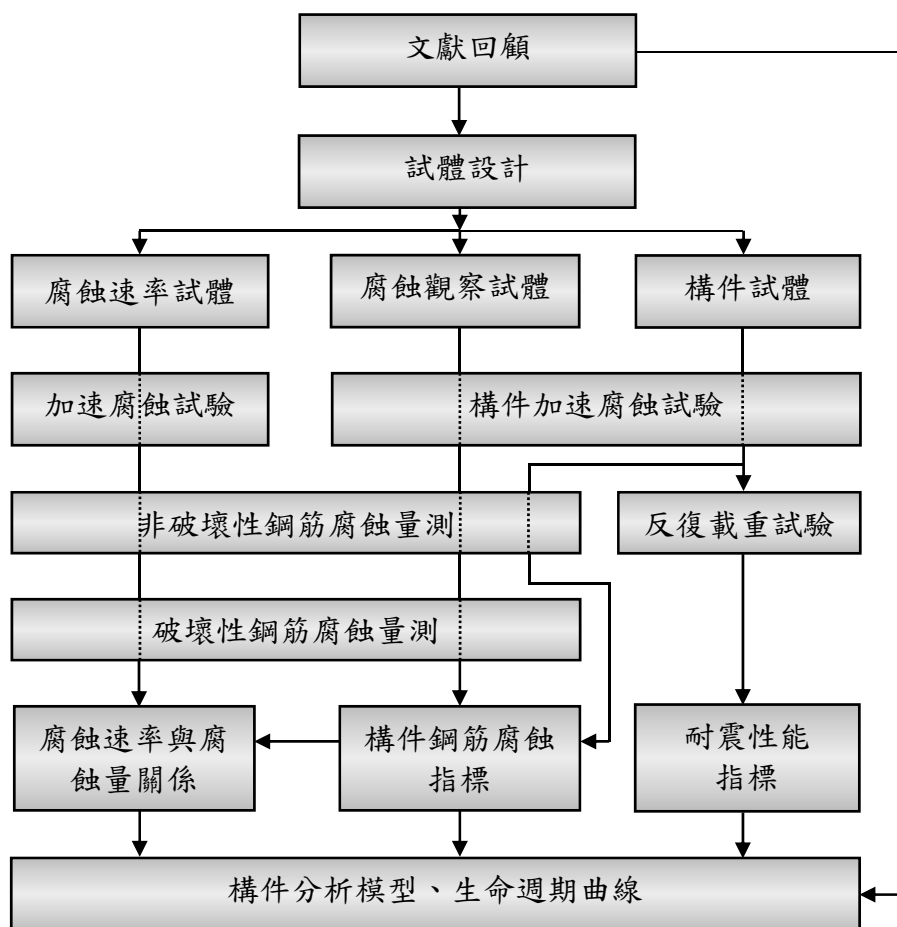 文獻回顧
試體設計
腐蝕速率試體
腐蝕觀察試體
構件試體
加速腐蝕試驗
構件加速腐蝕試驗
非破壞性鋼筋腐蝕量測
反復載重試驗
破壞性鋼筋腐蝕量測
腐蝕速率與腐
蝕量關係
構件鋼筋腐蝕
指標
耐震性能
指標
構件分析模型、生命週期曲線